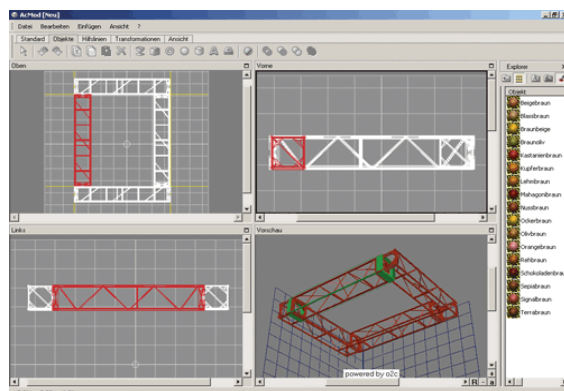 AcMod [Neu]
Datei Bearbeiten Einfügen Ansicht ?
Standard Objekte Hilfslinien Transformationen Ansicht
Oben
Vorne
Explorer
Objekt
Beigebraun
Blassbraun
Braunbeige
Braunoliv
Kastanienbraun
Kupferbraun
Lehmbraun
Mahagonibraun
Nussbraun
Ockerbraun
Olivbraun
Orangebraun
Rehbraun
Schokoladenbraun
Sepiabraun
Signalbraun
Terrabraun
Links
Vorschau
powered by o2c
R - a